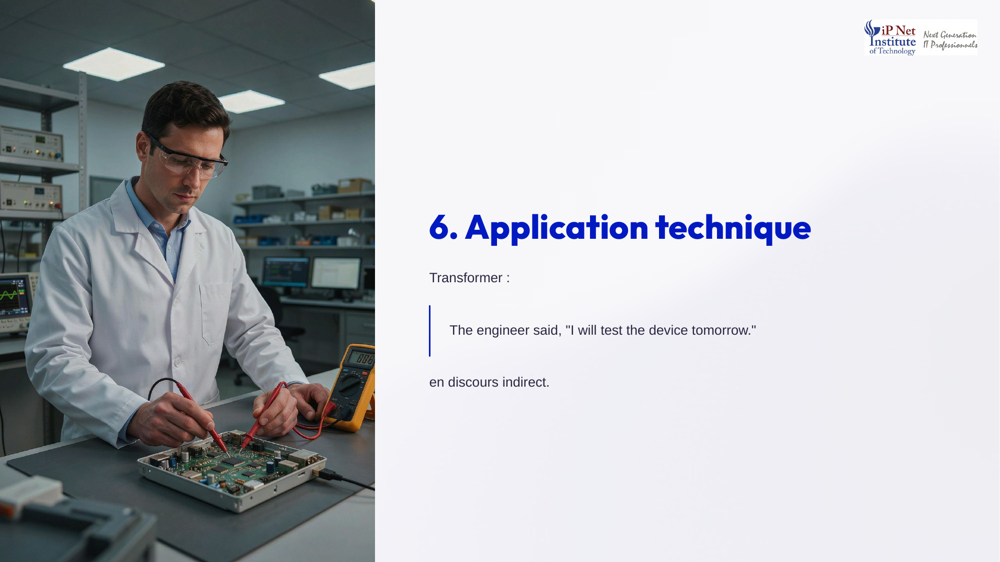 iP Net
Institute
of Technology
Next Generation
IT Professionnels
6. Application technique
Transformer :
The engineer said, "I will test the device tomorrow."
en discours indirect.